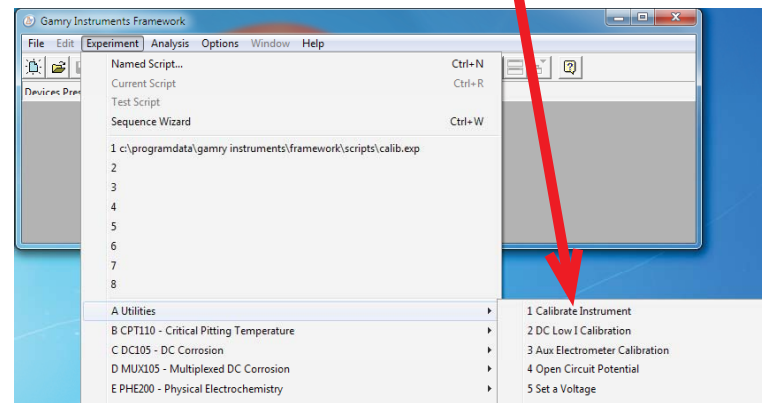 Gamry Instruments Framework
File Edit Experiment Analysis Options Window Help
Devices Pres
Named Script... Ctrl+N
Current Script Ctrl+R
Test Script
Sequence Wizard Ctrl+W
1 c:\programdata\gamry instruments\framework\scripts\calib.exp
2
3
4
5
6
7
8
A Utilities
B CPT110 - Critical Pitting Temperature
C DC105 - DC Corrosion
D MUX105 - Multiplexed DC Corrosion
E PHE200 - Physical Electrochemistry
1 Calibrate Instrument
2 DC Low I Calibration
3 Aux Electrometer Calibration
4 Open Circuit Potential
5 Set a Voltage